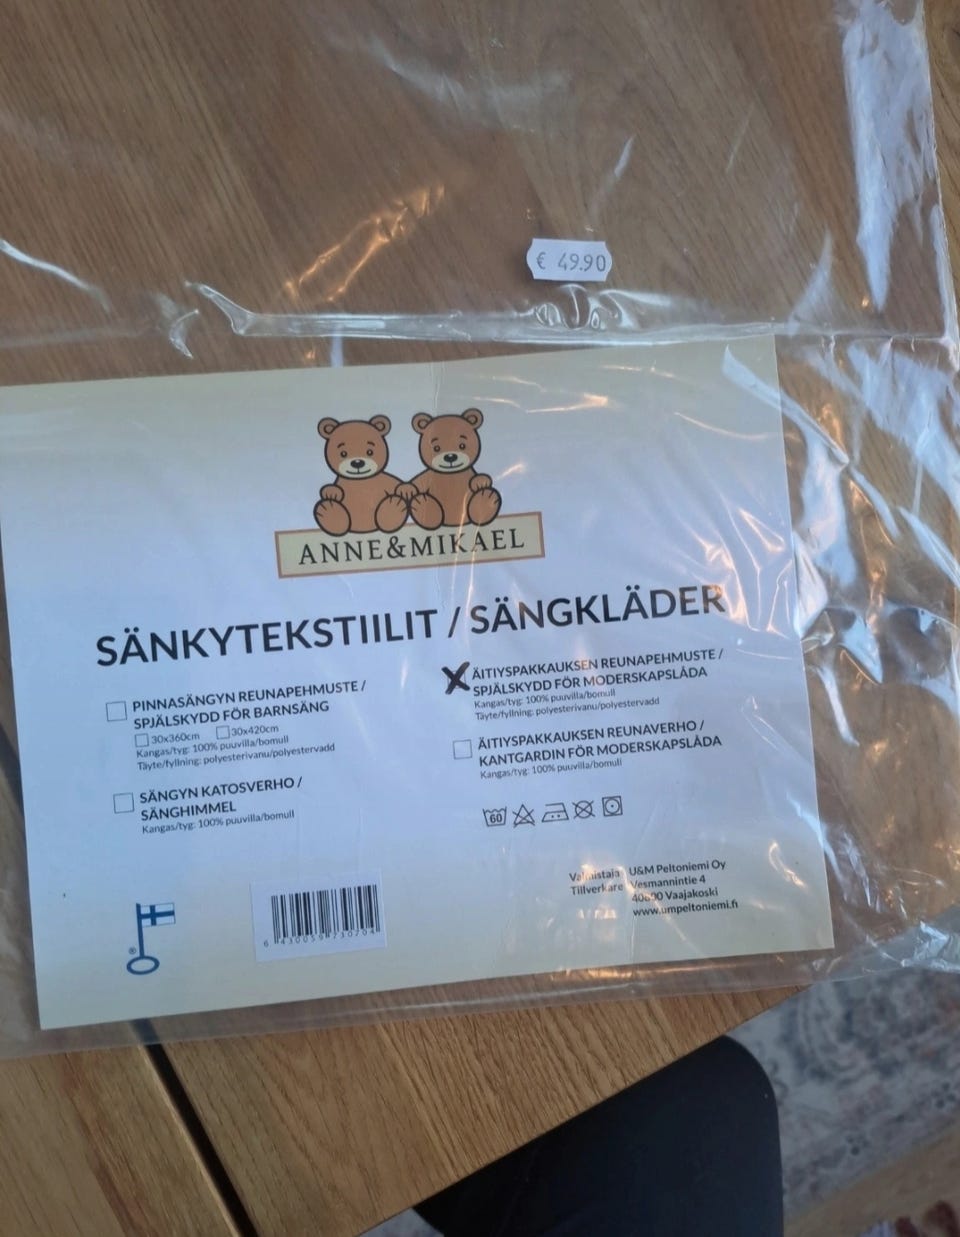 € 49.90
ANNE&MIKAEL
SÄNKYTEKSTIILIT / SÄNGKLÄDER
PINNASÄNGYN REUNAPEHMUSTE /
SPJÄLSKYDD FÖR BARNSÄNG
30x360cm 30x420cm
Kangas/tyg: 100% puuvilla/bomull
Täyte/fyllning: polyesterivanu/polyestervadd
SÄNGYN KATOSVERHO /
SÄNGHIMMEL
Kangas/tyg: 100% puuvilla/bomull
X ÄITIYSPAKKAUKSEN REUNAPEHMUSTE /
SPJÄLSKYDD FÖR MODERSKAPSLÅDA
Kangas/tyg: 100% puuvilla/bomull
Täyte/fyllning: polyesterivanu/polyestervadd
ÄITIYSPAKKAUKSEN REUNAVERHO /
KANTGARDIN FÖR MODERSKAPSLÅDA
Kangas/tyg: 100% puuvilla/bomull
60
®
6 430059 730704
Valmistaja U&M Peltoniemi Oy
Tillverkare Vesmannintie 4
Vaajakoski
www.umpeltoniemi.fi